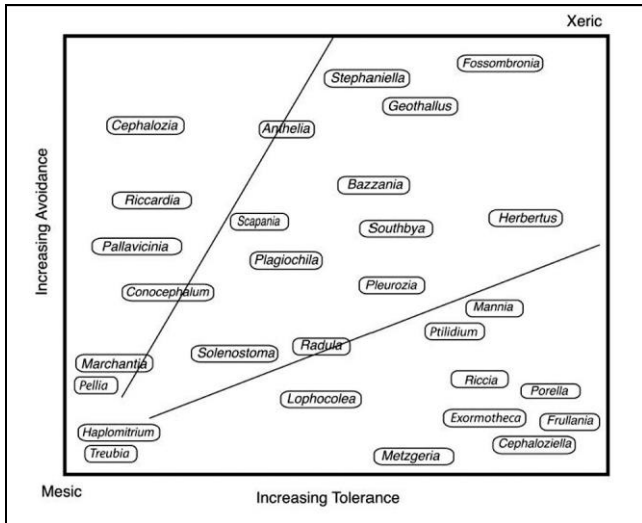 Xeric
Fossombronia
Stephaniella
Geothallus
Cephalozia
Anthelia
Bazzania
Riccardia
Herbertus
Scapania
Southbya
Pallavicinia
Plagiochila
Pleurozia
Conocephalum
Mannia
Ptilidium
Radula
Solenostoma
Marchantia
Riccia
Pellia
Porella
Lophocolea
Exormotheca
Frullania
Haplomitrium
Cephaloziella
Treubia
Metzgeria
Increasing Avoidance
Mesic
Increasing Tolerance